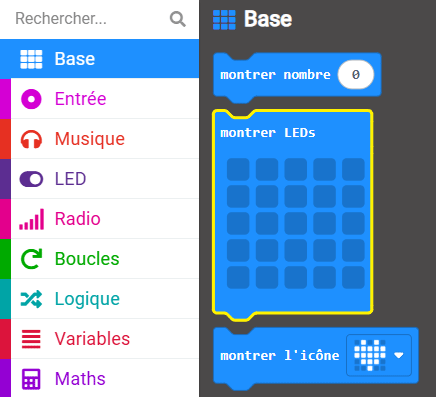 Rechercher...
Base
Entrée
Musique
LED
Radio
Boucles
Logique
Variables
Maths
Base
montrer nombre 0
montrer LEDs
montrer l'icône